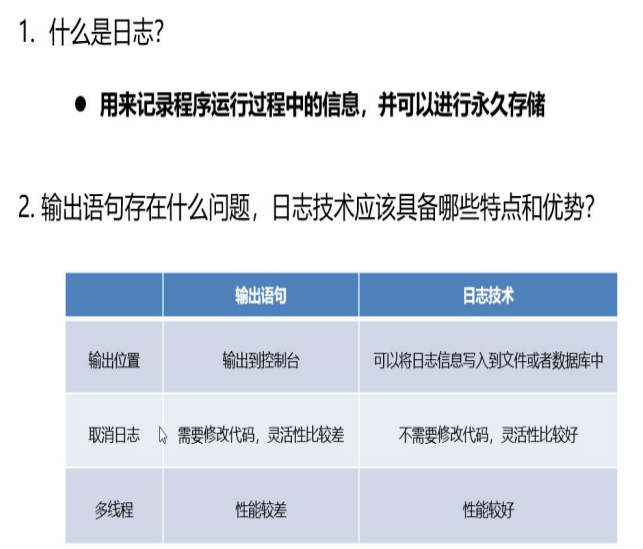 1. 什么是日志?
● 用来记录程序运行过程中的信息，并可以进行永久存储
2. 输出语句存在什么问题，日志技术应该具备哪些特点和优势?
输出语句 日志技术
输出位置 输出到控制台 可以将日志信息写入到文件或者数据库中
取消日志 需要修改代码，灵活性比较差 不需要修改代码，灵活性比较好
多线程 性能较差 性能较好